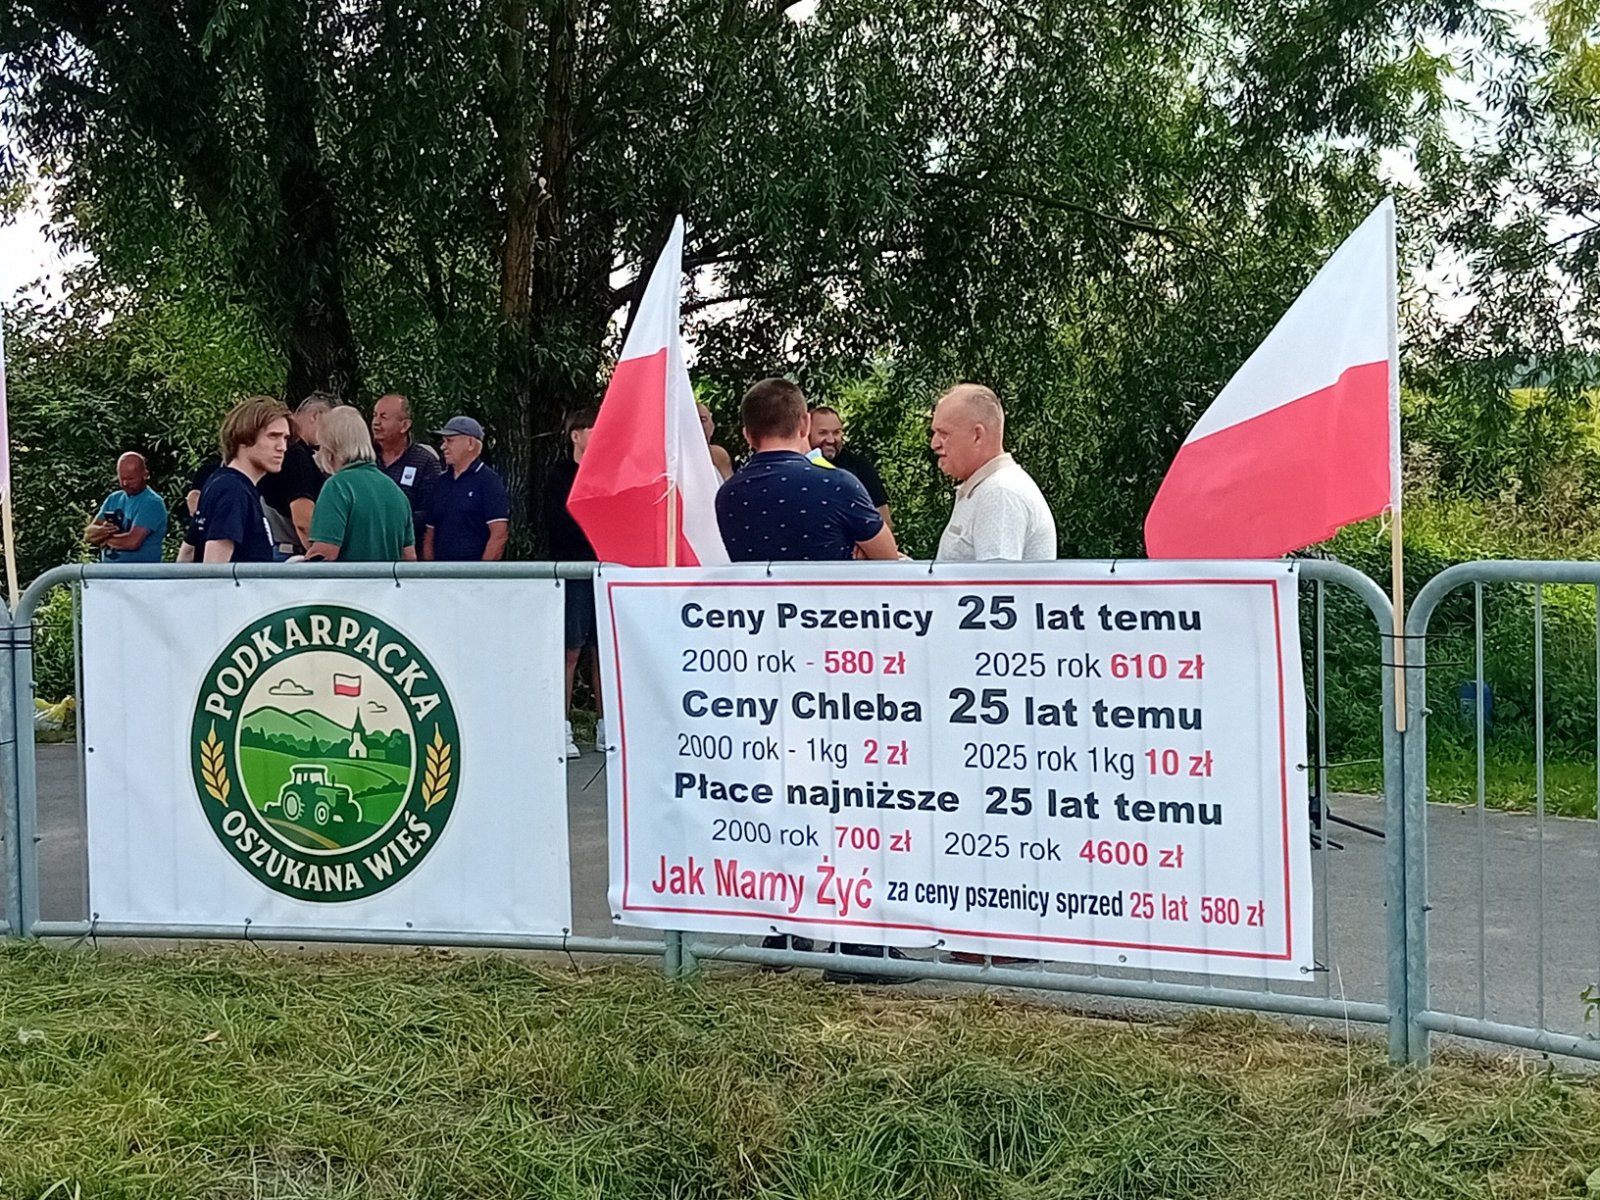 PODKARPACKA
OSZUKANA WIEŚ
Ceny Pszenicy 25 lat temu
2000 rok - 580 zł 2025 rok 610 zł
Ceny Chleba 25 lat temu
2000 rok - 1kg 2 zł 2025 rok 1kg 10 zł
Płace najniższe 25 lat temu
2000 rok 700 zł 2025 rok 4600 zł
Jak Mamy Żyć za ceny pszenicy sprzed 25 lat 580 zł